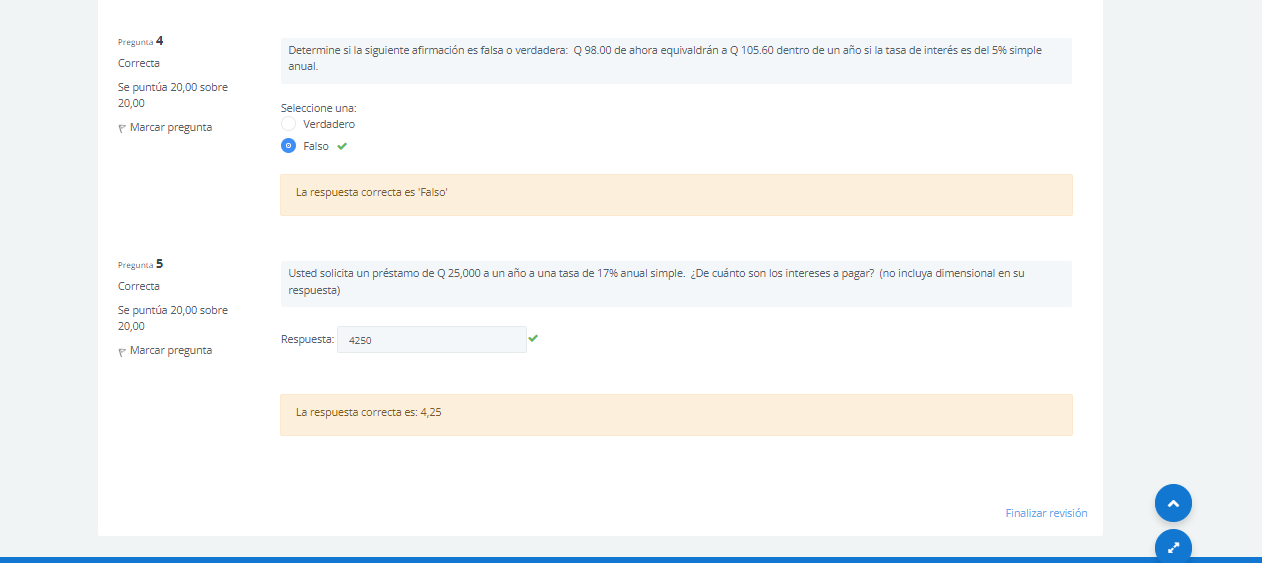 Pregunta 4
Correcta
Se puntúa 20,00 sobre
20,00
Marcar pregunta
Determine si la siguiente afirmación es falsa o verdadera:  Q 98.00 de ahora equivaldrán a Q 105.60 dentro de un año si la tasa de interés es del 5% simple
anual.
Seleccione una:
Verdadero
Falso
La respuesta correcta es 'Falso'
Pregunta 5
Correcta
Se puntúa 20,00 sobre
20,00
Marcar pregunta
Usted solicita un préstamo de Q 25,000 a un año a una tasa de 17% anual simple.  ¿De cuánto son los intereses a pagar?  (no incluya dimensional en su
respuesta)
Respuesta: 4250
La respuesta correcta es: 4,25
Finalizar revisión